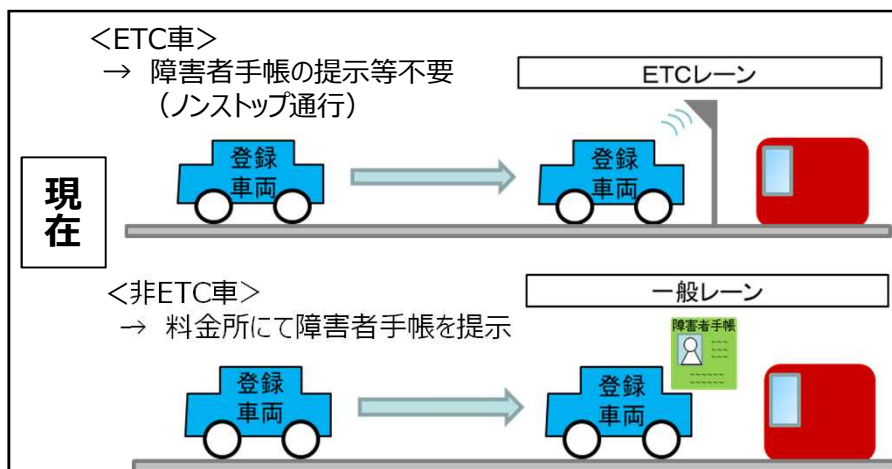 <ETC車>
→ 障害者手帳の提示等不要
（ノンストップ通行）
ETCレーン
登録
車両
登録
車両
現在
<非ETC車>
→ 料金所にて障害者手帳を提示
一般レーン
障害者手帳
登録
車両
登録
車両